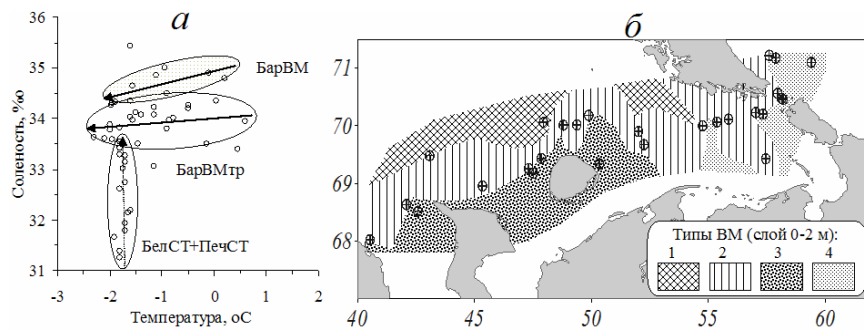 а
36
35
34
33
32
31
Соленость, ‰
БарВМ
БарВМтр
БелСТ+ПечСТ
-3 -2 -1 0 1 2
Температура, оС
б
71
70
69
68
40 45 50 55 60
Типы ВМ (слой 0-2 м):
1 2 3 4